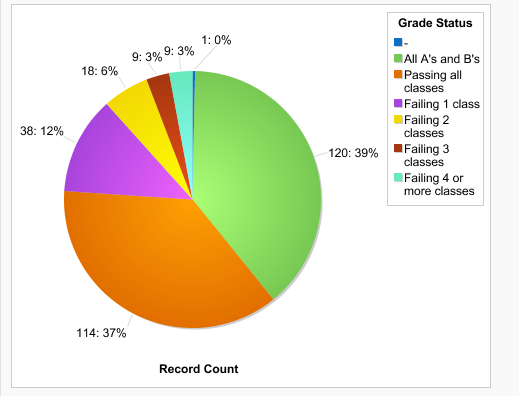 Grade Status
-
All A's and B's
Passing all
classes
Failing 1 class
Failing 2
classes
Failing 3
classes
Failing 4 or
more classes
1: 0%
9: 3%
9: 3%
18: 6%
38: 12%
120: 39%
114: 37%
Record Count